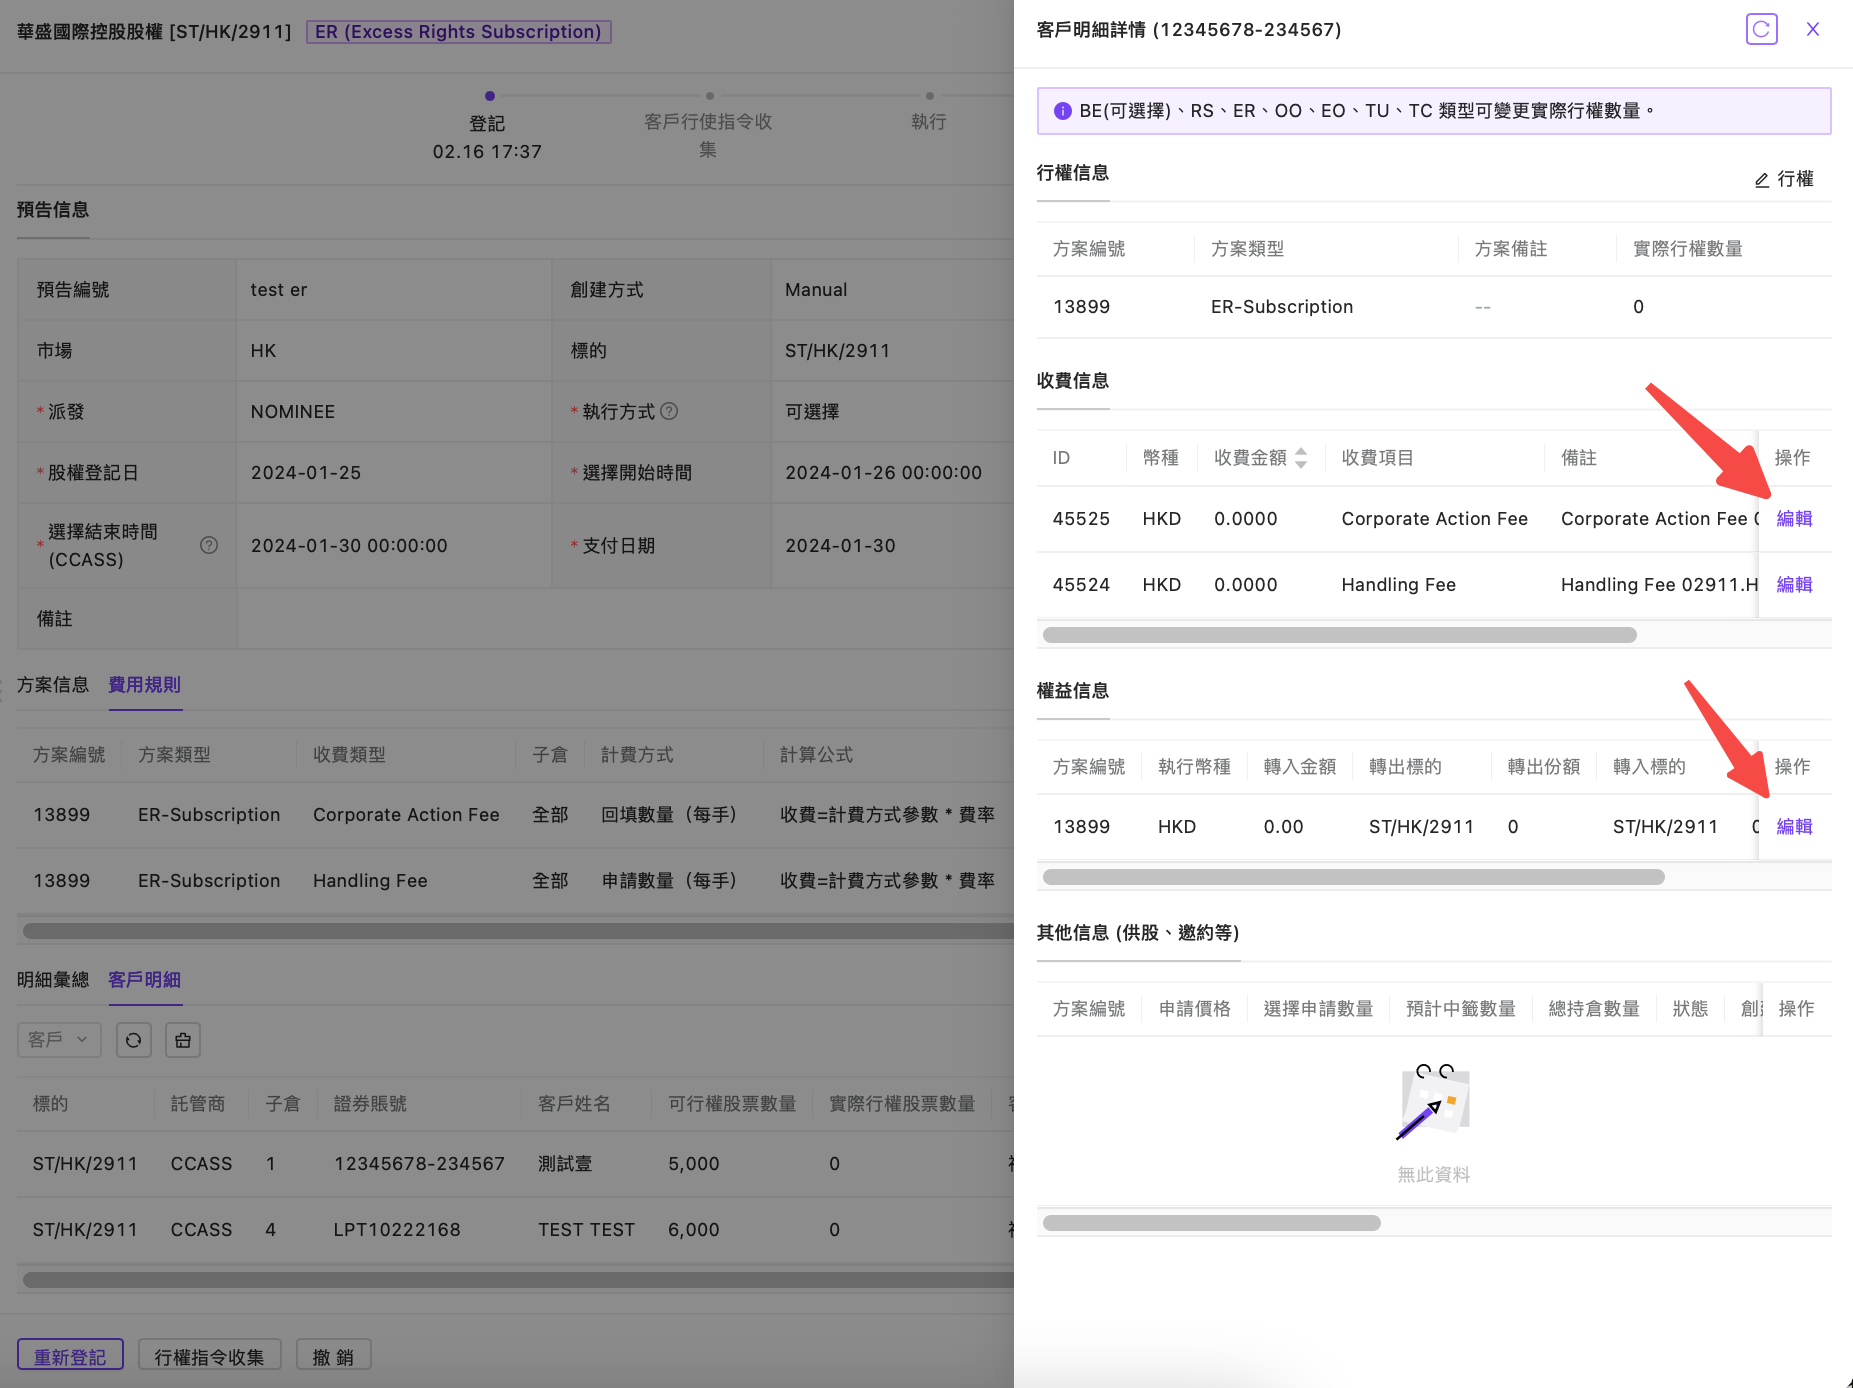 華盛國際控股股權 [ST/HK/2911] ER (Excess Rights Subscription)
登記
02.16 17:37
客戶行使指令收
集
執行
預告信息
預告編號 test er 創建方式 Manual
市場 HK 標的 ST/HK/2911
* 派發 NOMINEE * 執行方式 可選擇
* 股權登記日 2024-01-25 * 選擇開始時間 2024-01-26 00:00:00
* 選擇結束時間
(CCASS) 2024-01-30 00:00:00 * 支付日期 2024-01-30
備註
方案信息 費用規則
方案編號 方案類型 收費類型 子倉 計費方式 計算公式
13899 ER-Subscription Corporate Action Fee 全部 回填數量（每手） 收費=計費方式參數 * 費率
13899 ER-Subscription Handling Fee 全部 申請數量（每手） 收費=計費方式參數 * 費率
明細彙總 客戶明細
客戶
標的 託管商 子倉 證券賬號 客戶姓名 可行權股票數量 實際行權股票數量
ST/HK/2911 CCASS 1 12345678-234567 測試壹 5,000 0
ST/HK/2911 CCASS 4 LPT10222168 TEST TEST 6,000 0
重新登記 行權指令收集 撤 銷
客戶明細詳情 (12345678-234567)
BE(可選擇)、RS、ER、OO、EO、TU、TC 類型可變更實際行權數量。
行權信息 行權
方案編號 方案類型 方案備註 實際行權數量
13899 ER-Subscription -- 0
收費信息
ID 幣種 收費金額 收費項目 備註 操作
45525 HKD 0.0000 Corporate Action Fee Corporate Action Fee 編輯
45524 HKD 0.0000 Handling Fee Handling Fee 02911.H 編輯
權益信息
方案編號 執行幣種 轉入金額 轉出標的 轉出份額 轉入標的 操作
13899 HKD 0.00 ST/HK/2911 0 ST/HK/2911 編輯
其他信息 (供股、邀約等)
方案編號 申請價格 選擇申請數量 預計中籤數量 總持倉數量 狀態 創 操作
無此資料